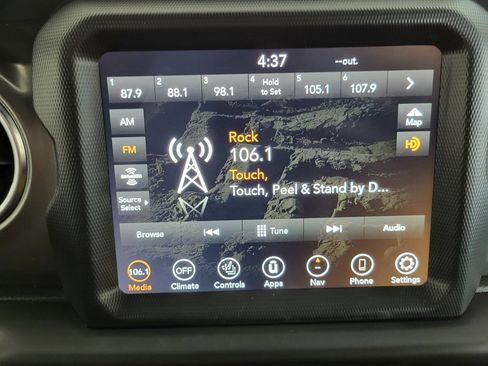 4:37 --out.
1 87.9 2 88.1 3 98.1 4 Hold to Set 5 105.1 6 107.9
AM
Map
Rock
FM
HD
106.1
SiriusXM
Touch,
Touch, Peel & Stand by D...
Source Select
Browse Tune Audio
106.1 OFF
Media Climate Controls Apps Nav Phone Settings